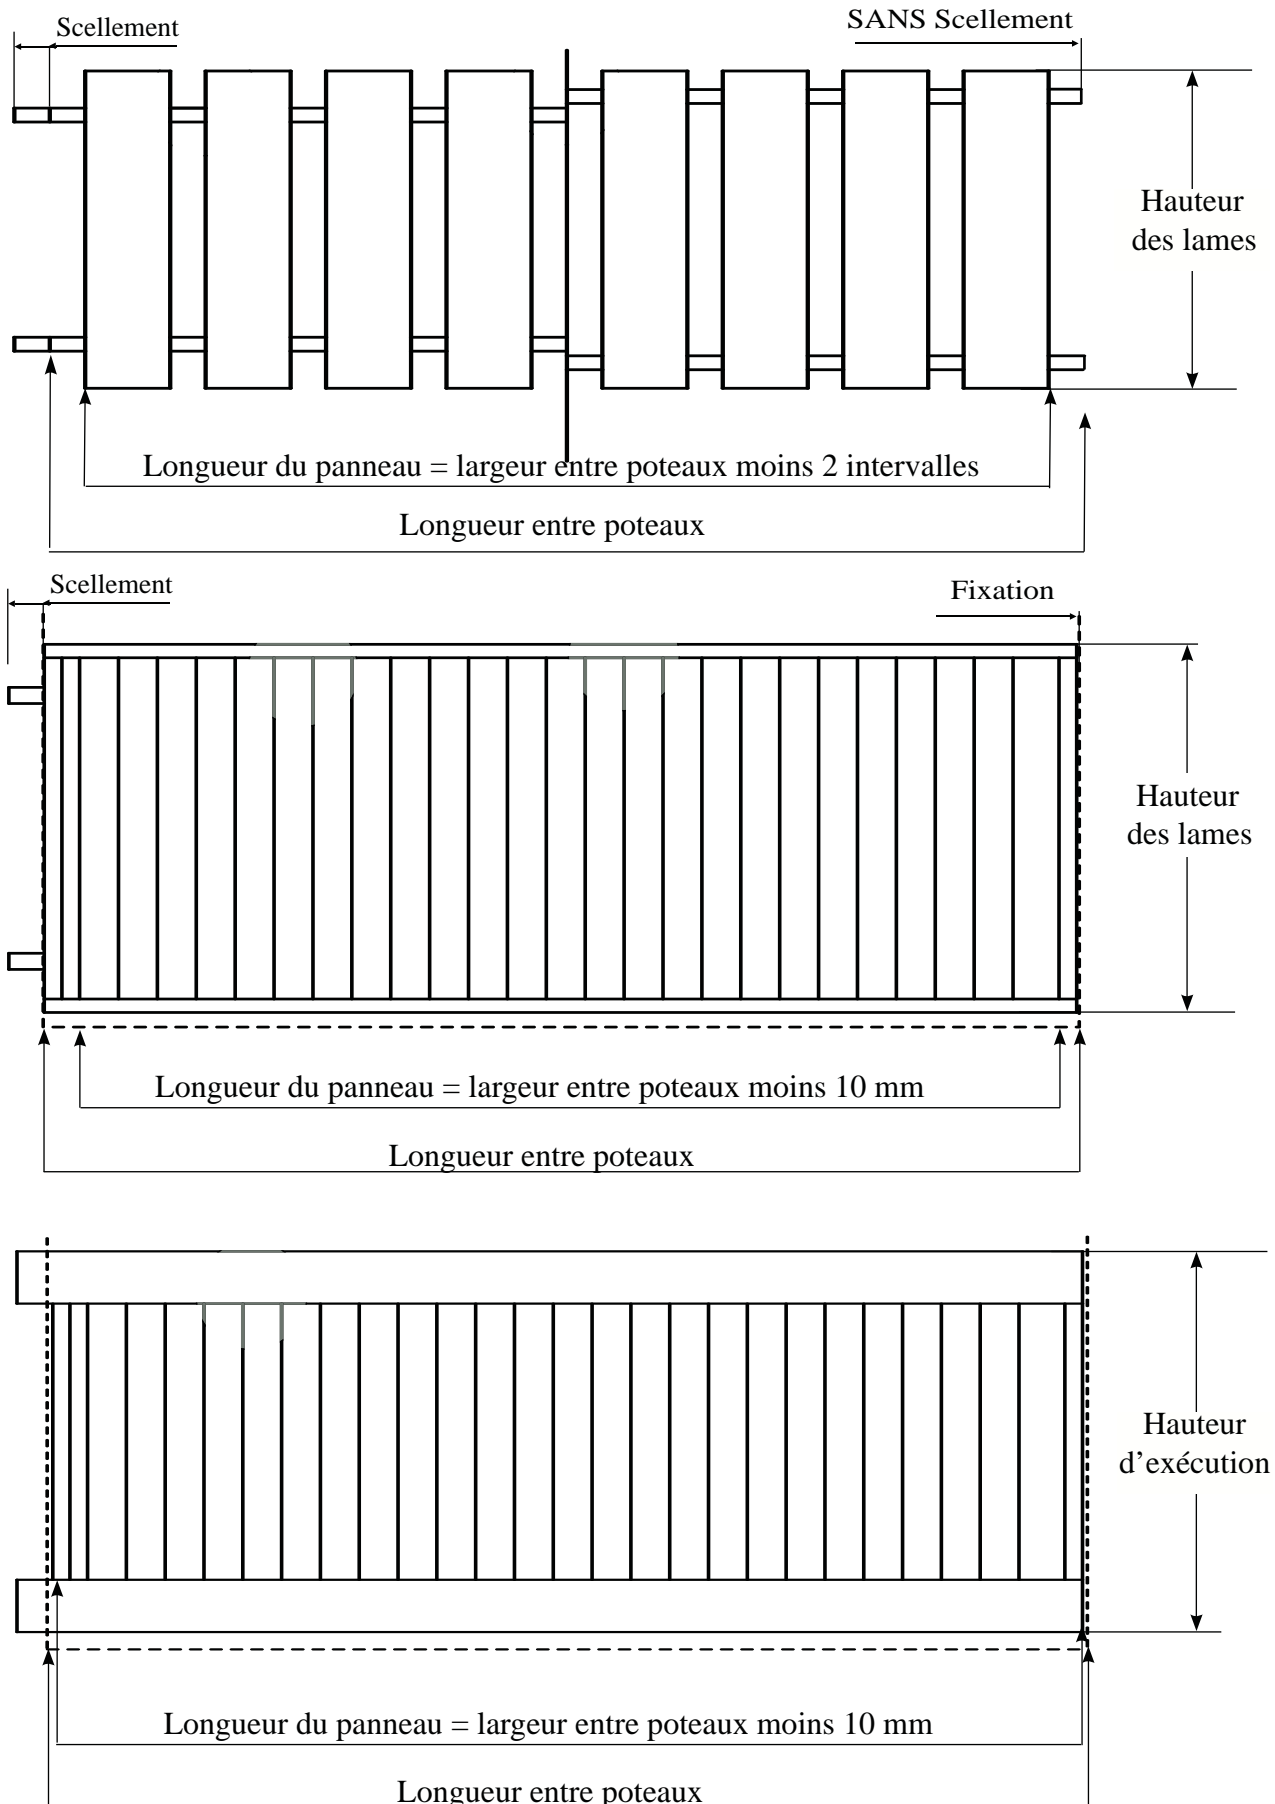 Scellement
SANS Scellement
Hauteur
des lames
Longueur du panneau = largeur entre poteaux moins 2 intervalles
Longueur entre poteaux
Scellement
Fixation
Hauteur
des lames
Longueur du panneau = largeur entre poteaux moins 10 mm
Longueur entre poteaux
Hauteur
d’exécution
Longueur du panneau = largeur entre poteaux moins 10 mm
Longueur entre poteaux